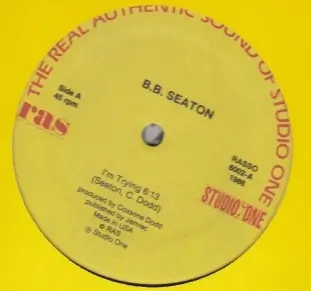 THE REAL AUTHENTIC SOUND OF STUDIO ONE
B.B. SEATON
Side A
45 rpm
ras
RASSO
6002-A
1986
STUDIO ONE
I'm Trying 6:13
(Seaton, C. Dodd)
produced by Coxsone Dodd
published by Jamrec
Made in USA
© RAS
℗ Studio One